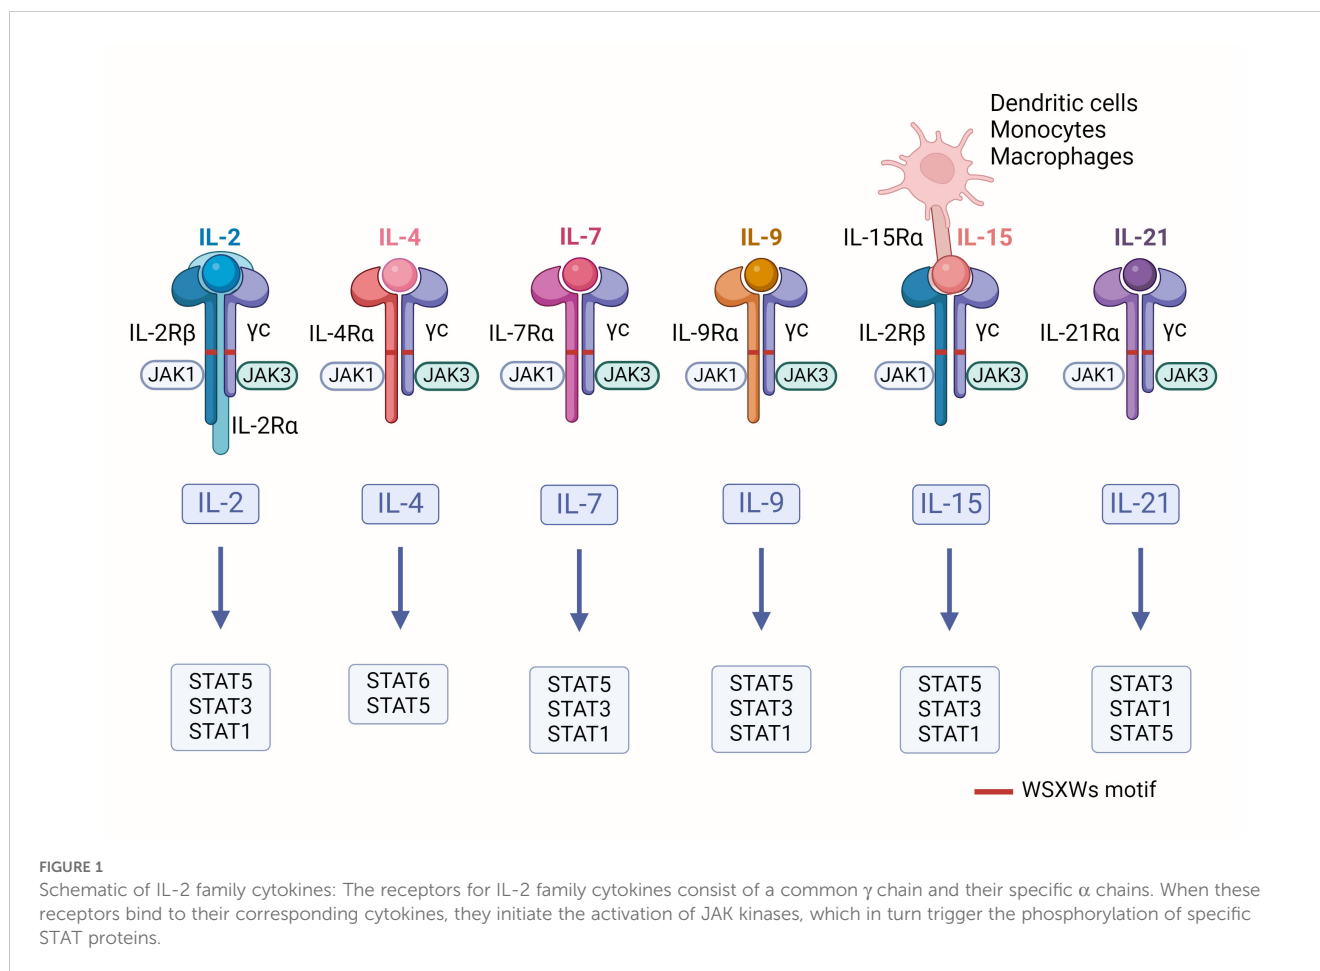 Dendritic cells
Monocytes
Macrophages
IL-2
IL-4
IL-7
IL-9
IL-15Rα
IL-15
IL-21
IL-2Rβ
γc
IL-4Rα
γc
IL-7Rα
γc
IL-9Rα
γc
IL-2Rβ
γc
IL-21Rα
γc
JAK1
JAK3
JAK1
JAK3
JAK1
JAK3
JAK1
JAK3
JAK1
JAK3
JAK1
JAK3
IL-2Rα
IL-2
IL-4
IL-7
IL-9
IL-15
IL-21
STAT5
STAT3
STAT1
STAT6
STAT5
STAT5
STAT3
STAT1
STAT5
STAT3
STAT1
STAT5
STAT3
STAT1
STAT3
STAT1
STAT5
WSXWs motif
FIGURE 1
Schematic of IL-2 family cytokines: The receptors for IL-2 family cytokines consist of a common γ chain and their specific α chains. When these
receptors bind to their corresponding cytokines, they initiate the activation of JAK kinases, which in turn trigger the phosphorylation of specific
STAT proteins.